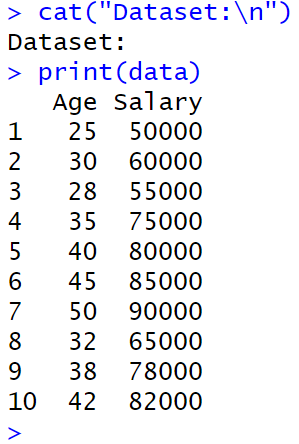 > cat("Dataset:\n")
Dataset:
> print(data)
   Age Salary
1   25  50000
2   30  60000
3   28  55000
4   35  75000
5   40  80000
6   45  85000
7   50  90000
8   32  65000
9   38  78000
10  42  82000
>